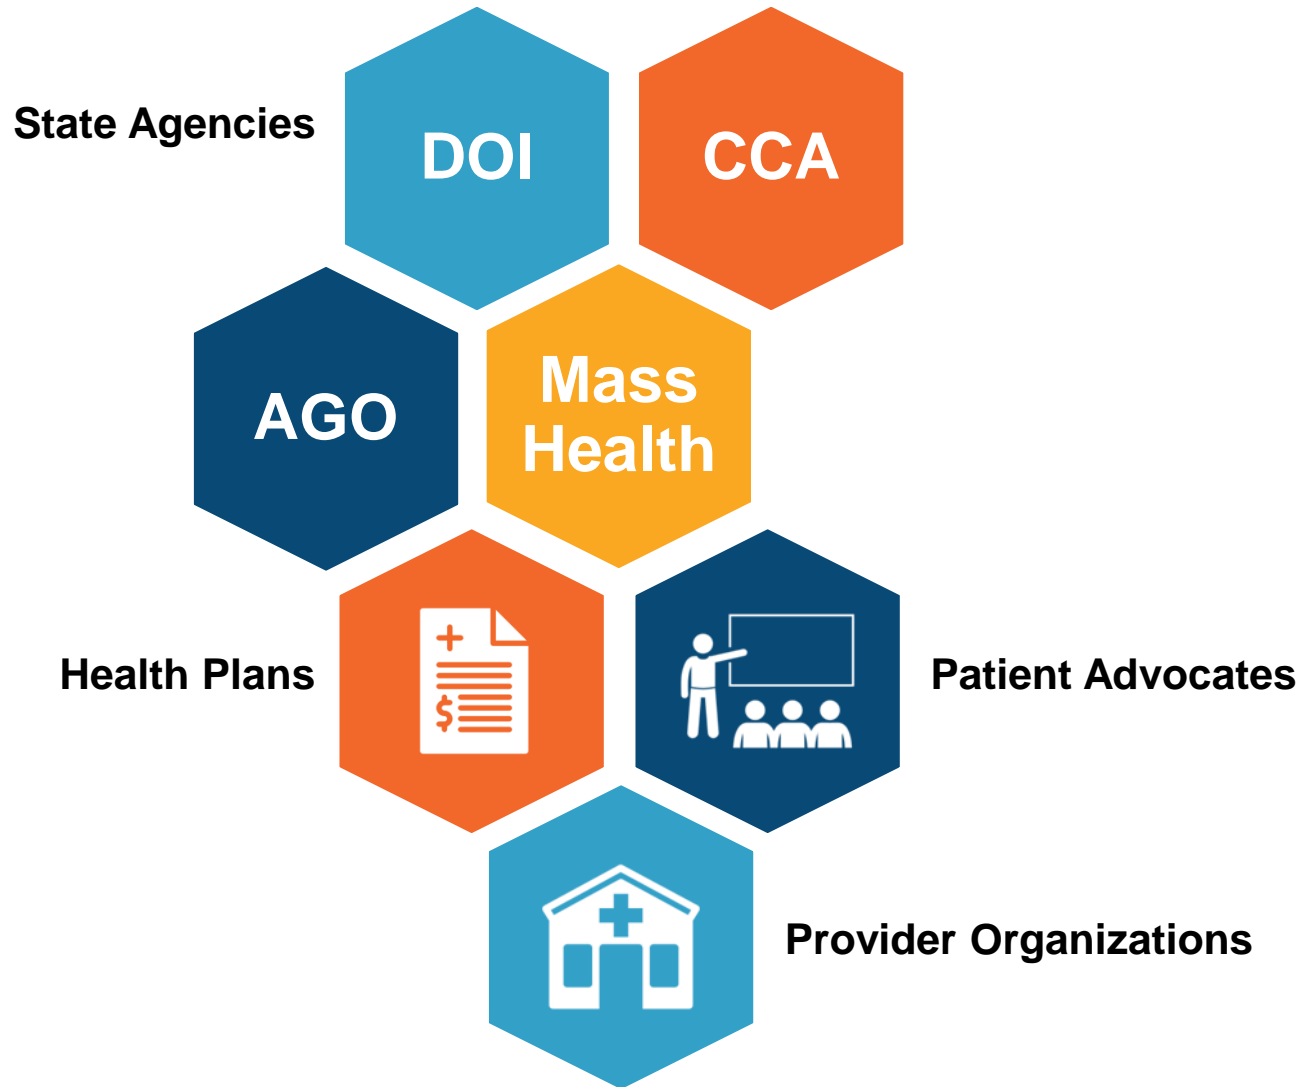 State Agencies
DOI
CCA
AGO
Mass
Health
Health Plans
$
Patient Advocates
Provider Organizations